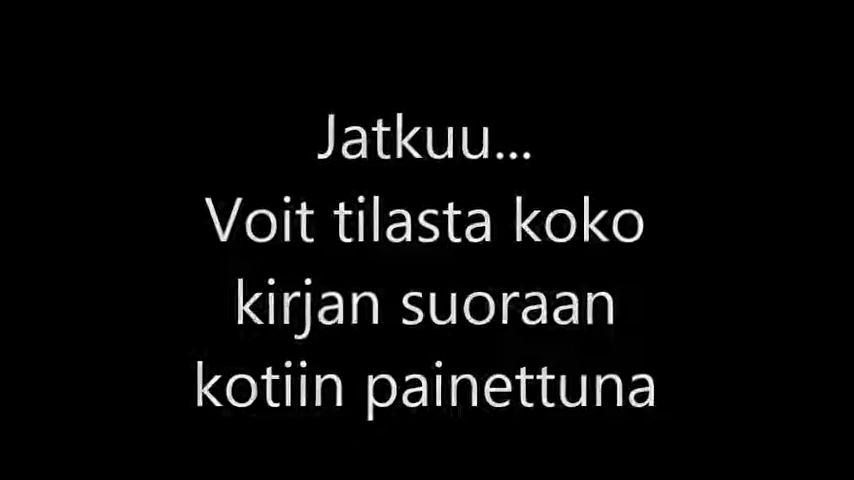 Jatkuu...
Voit tilasta koko
kirjan suoraan
kotiin painettuna